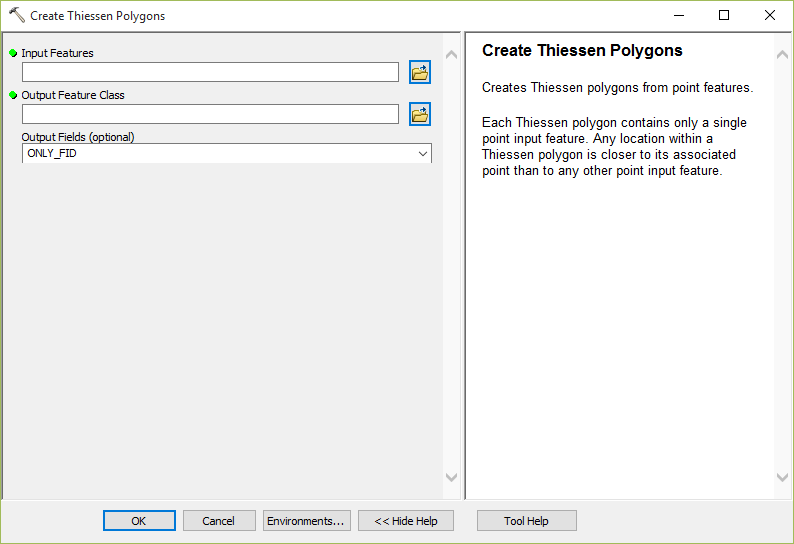 Create Thiessen Polygons
Input Features
Output Feature Class
Output Fields (optional)
ONLY_FID
Create Thiessen Polygons
Creates Thiessen polygons from point features.
Each Thiessen polygon contains only a single
point input feature. Any location within a
Thiessen polygon is closer to its associated
point than to any other point input feature.
OK
Cancel
Environments...
<< Hide Help
Tool Help